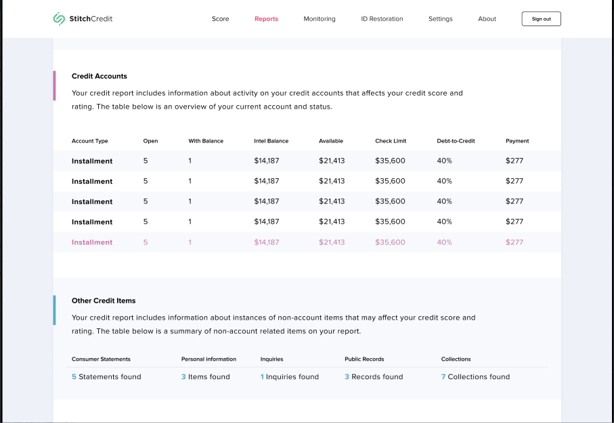 StitchCredit Score Reports Monitoring ID Restoration Settings About Sign out
Credit Accounts
Your credit report includes information about activity on your credit accounts that affects your credit score and
rating. The table below is an overview of your current account and status.
Account Type Open With Balance Intel Balance Available Check Limit Debt-to-Credit Payment
Installment 5 1 $14,187 $21,413 $35,600 40% $277
Installment 5 1 $14,187 $21,413 $35,600 40% $277
Installment 5 1 $14,187 $21,413 $35,600 40% $277
Installment 5 1 $14,187 $21,413 $35,600 40% $277
Installment 5 1 $14,187 $21,413 $35,600 40% $277
Other Credit Items
Your credit report includes information about instances of non-account items that may affect your credit score and
rating. The table below is a summary of non-account related items on your report.
Consumer Statements Personal information Inquiries Public Records Collections
5 Statements found 3 Items found 1 Inquiries found 3 Records found 7 Collections found